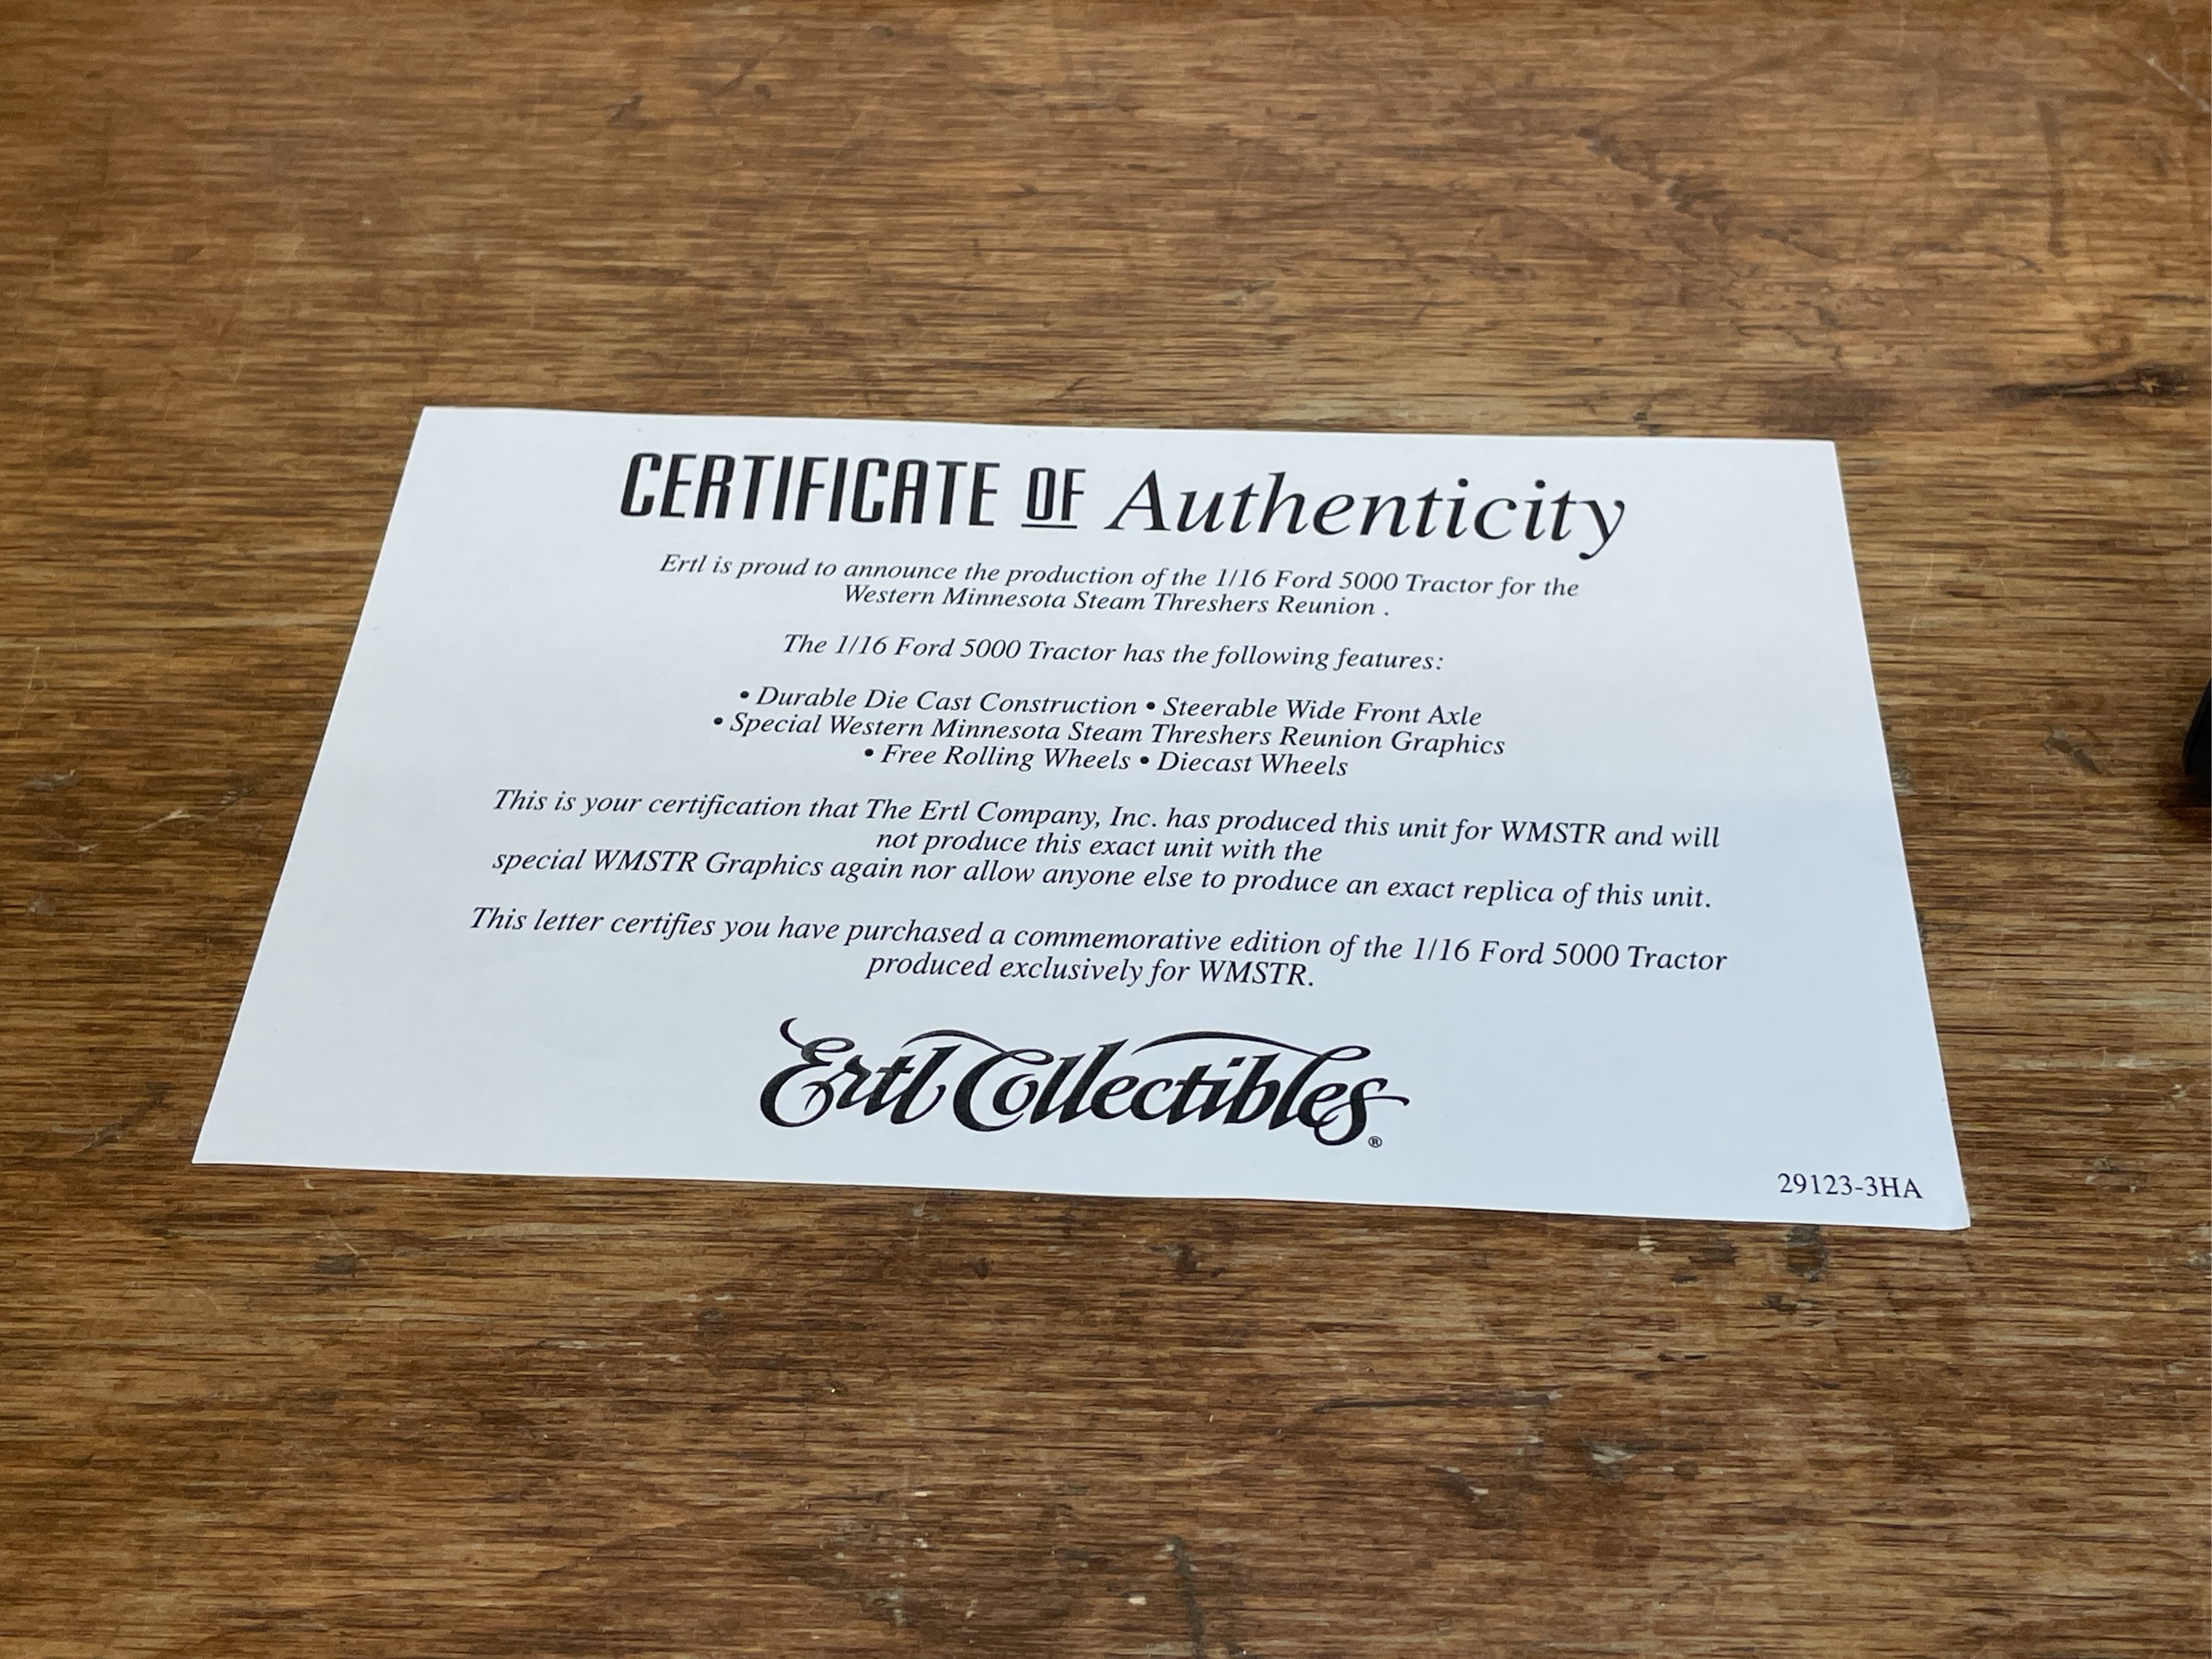 CERTIFICATE OF Authenticity
Ertl is proud to announce the production of the 1/16 Ford 5000 Tractor for the
Western Minnesota Steam Threshers Reunion .
The 1/16 Ford 5000 Tractor has the following features:
• Durable Die Cast Construction • Steerable Wide Front Axle
• Special Western Minnesota Steam Threshers Reunion Graphics
• Free Rolling Wheels • Diecast Wheels
This is your certification that The Ertl Company, Inc. has produced this unit for WMSTR and will
not produce this exact unit with the
special WMSTR Graphics again nor allow anyone else to produce an exact replica of this unit.
This letter certifies you have purchased a commemorative edition of the 1/16 Ford 5000 Tractor
produced exclusively for WMSTR.
Ertl Collectibles®
29123-3HA